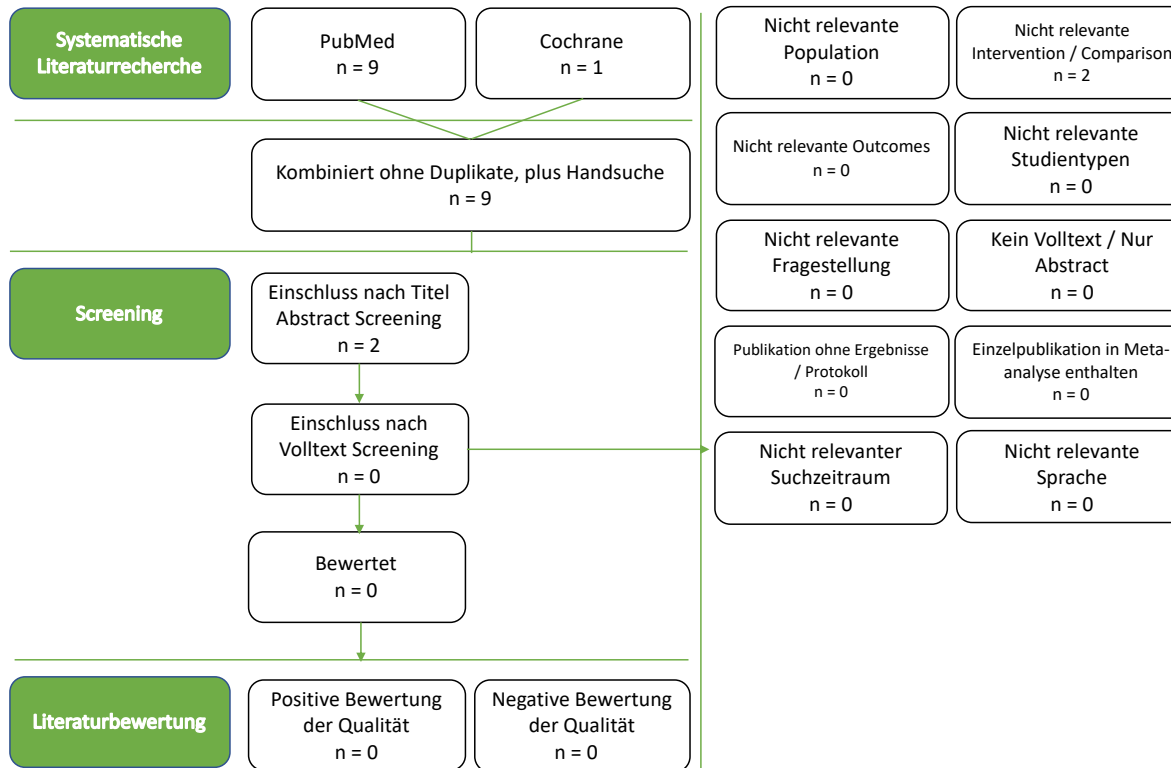 Systematische
Literaturrecherche
PubMed
n = 9
Cochrane
n = 1
Kombiniert ohne Duplikate, plus Handsuche
n = 9
Screening
Einschluss nach Titel
Abstract Screening
n = 2
Einschluss nach
Volltext Screening
n = 0
Bewertet
n = 0
Literaturbewertung
Positive Bewertung
der Qualität
n = 0
Negative Bewertung
der Qualität
n = 0
Nicht relevante
Population
n = 0
Nicht relevante
Intervention / Comparison
n = 2
Nicht relevante Outcomes
n = 0
Nicht relevante
Studientypen
n = 0
Nicht relevante
Fragestellung
n = 0
Kein Volltext / Nur
Abstract
n = 0
Publikation ohne Ergebnisse
/ Protokoll
n = 0
Einzelpublikation in Meta-
analyse enthalten
n = 0
Nicht relevanter
Suchzeitraum
n = 0
Nicht relevante
Sprache
n = 0